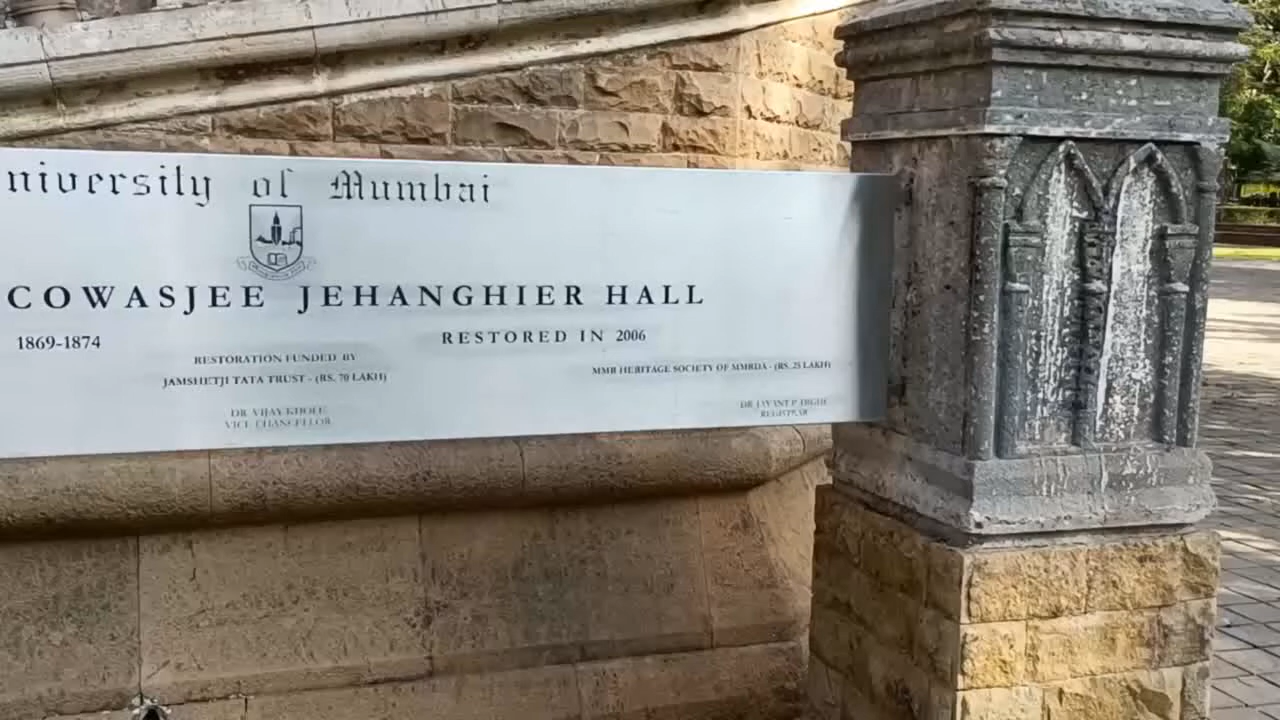 niversity of Mumbai
COWASJEE JEHANGHIER HALL
1869-1874
RESTORED IN 2006
RESTORATION FUNDED BY
JAMSHETJI TATA TRUST - (RS. 70 LAKH)
MMR HERITAGE SOCIETY OF MMRDA - (RS. 25 LAKH)
DR VIJAY KHOLE
VICE CHANCELLOR
DR JAYANT P. DIGHE
REGISTRAR